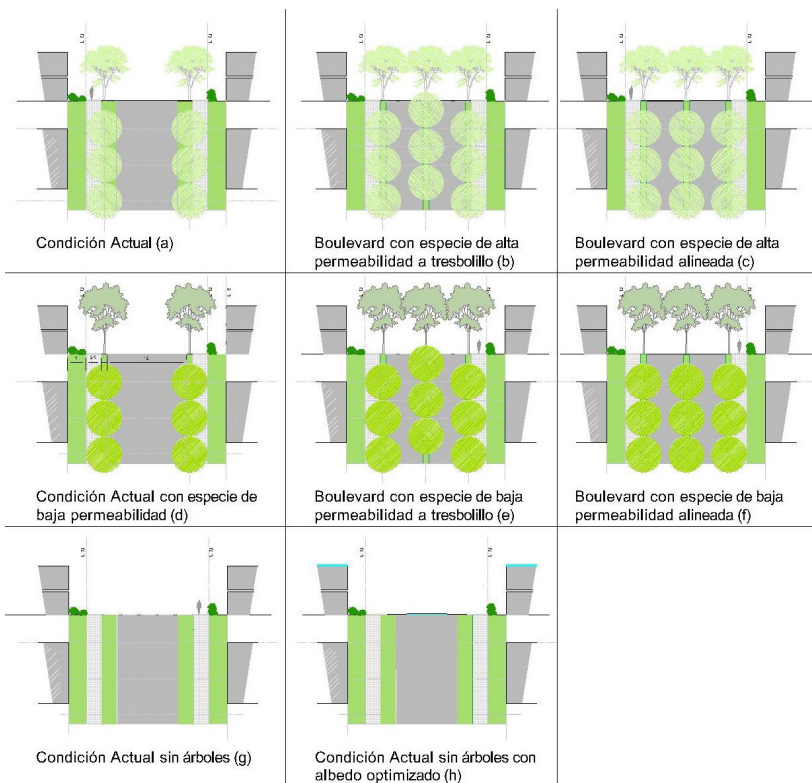 Condición Actual (a)
Boulevard con especie de alta
permeabilidad a tresbolillo (b)
Boulevard con especie de alta
permeabilidad alineada (c)
Condición Actual con especie de
baja permeabilidad (d)
Boulevard con especie de baja
permeabilidad a tresbolillo (e)
Boulevard con especie de baja
permeabilidad alineada (f)
Condición Actual sin árboles (g)
Condición Actual sin árboles con
albedo optimizado (h)